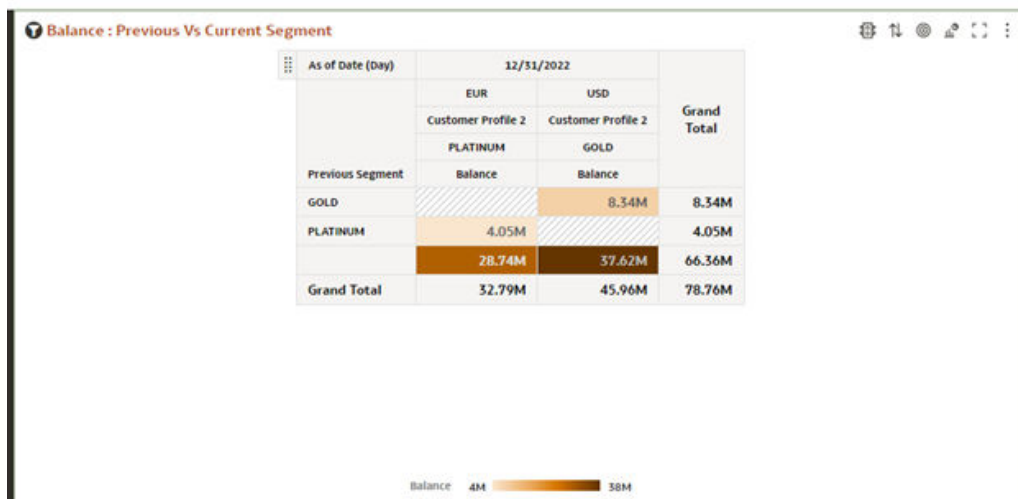 Balance : Previous Vs Current Segment
As of Date (Day) 12/31/2022
EUR USD
Grand Total
Customer Profile 2 Customer Profile 2
PLATINUM GOLD
Previous Segment Balance Balance
GOLD 8.34M 8.34M
PLATINUM 4.05M 4.05M
28.74M 37.62M 66.36M
Grand Total 32.79M 45.96M 78.76M
Balance 4M 38M